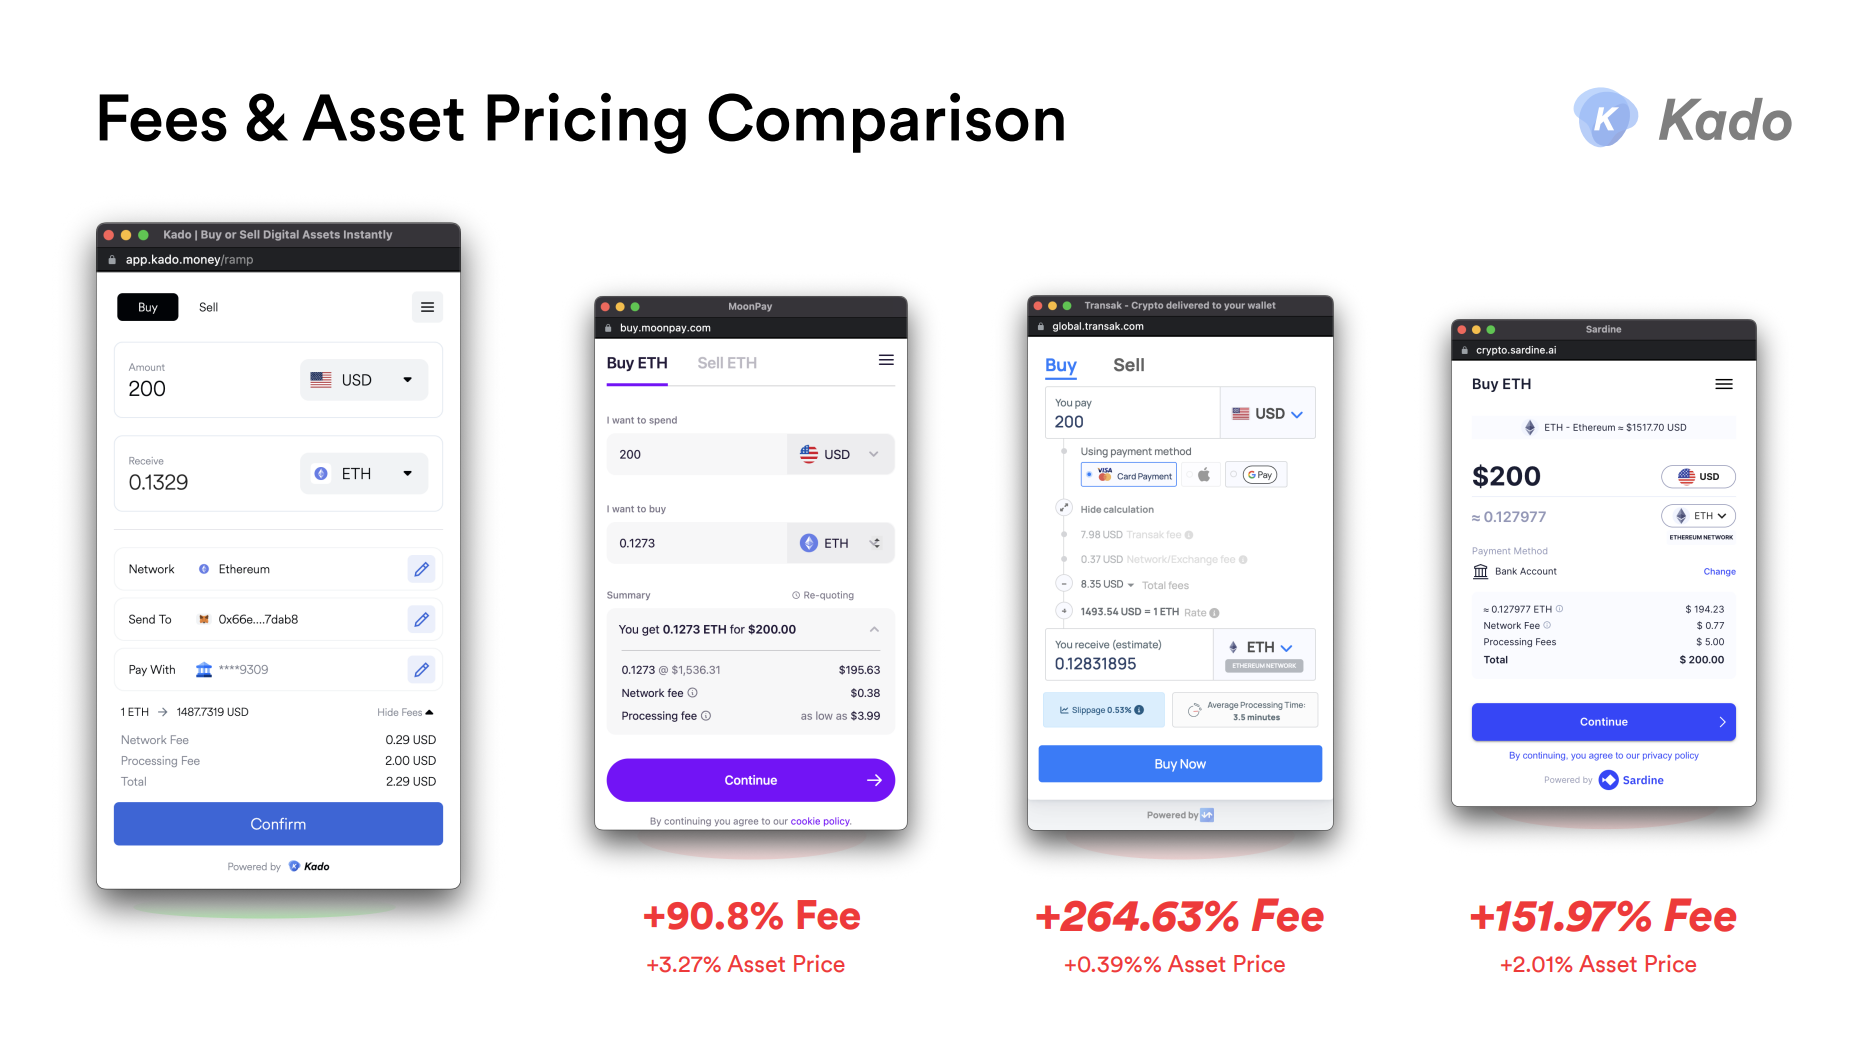 Fees & Asset Pricing Comparison
K Kado
Kado | Buy or Sell Digital Assets Instantly
app.kado.money/ramp
Buy Sell
Amount
200
USD
Receive
0.1329
ETH
Network Ethereum
Send To 0x66e....7dab8
Pay With ****9309
1 ETH → 1487.7319 USD Hide Fees
Network Fee 0.29 USD
Processing Fee 2.00 USD
Total 2.29 USD
Confirm
Powered by K Kado
MoonPay
buy.moonpay.com
Buy ETH Sell ETH
I want to spend
200 USD
I want to buy
0.1273 ETH
Summary Re-quoting
You get 0.1273 ETH for $200.00
0.1273 @ $1,536.31 $195.63
Network fee $0.38
Processing fee as low as $3.99
Continue →
By continuing you agree to our cookie policy.
+90.8% Fee
+3.27% Asset Price
Transak - Crypto delivered to your wallet
global.transak.com
Buy Sell
You pay
200
USD
Using payment method
VISA Card Payment G Pay
Hide calculation
7.98 USD Transak fee
0.37 USD Network/Exchange fee
8.35 USD Total fees
1493.54 USD = 1 ETH Rate
You receive (estimate)
0.12831895
ETH
ETHEREUM NETWORK
Slippage 0.53%
Average Processing Time:
3.5 minutes
Buy Now
Powered by
+264.63% Fee
+0.39%% Asset Price
Sardine
crypto.sardine.ai
Buy ETH
ETH - Ethereum ≈ $1517.70 USD
$200 USD
≈ 0.127977 ETH
ETHEREUM NETWORK
Payment Method
Bank Account Change
≈ 0.127977 ETH $ 194.23
Network Fee $ 0.77
Processing Fees $ 5.00
Total $ 200.00
Continue
By continuing, you agree to our privacy policy
Powered by Sardine
+151.97% Fee
+2.01% Asset Price